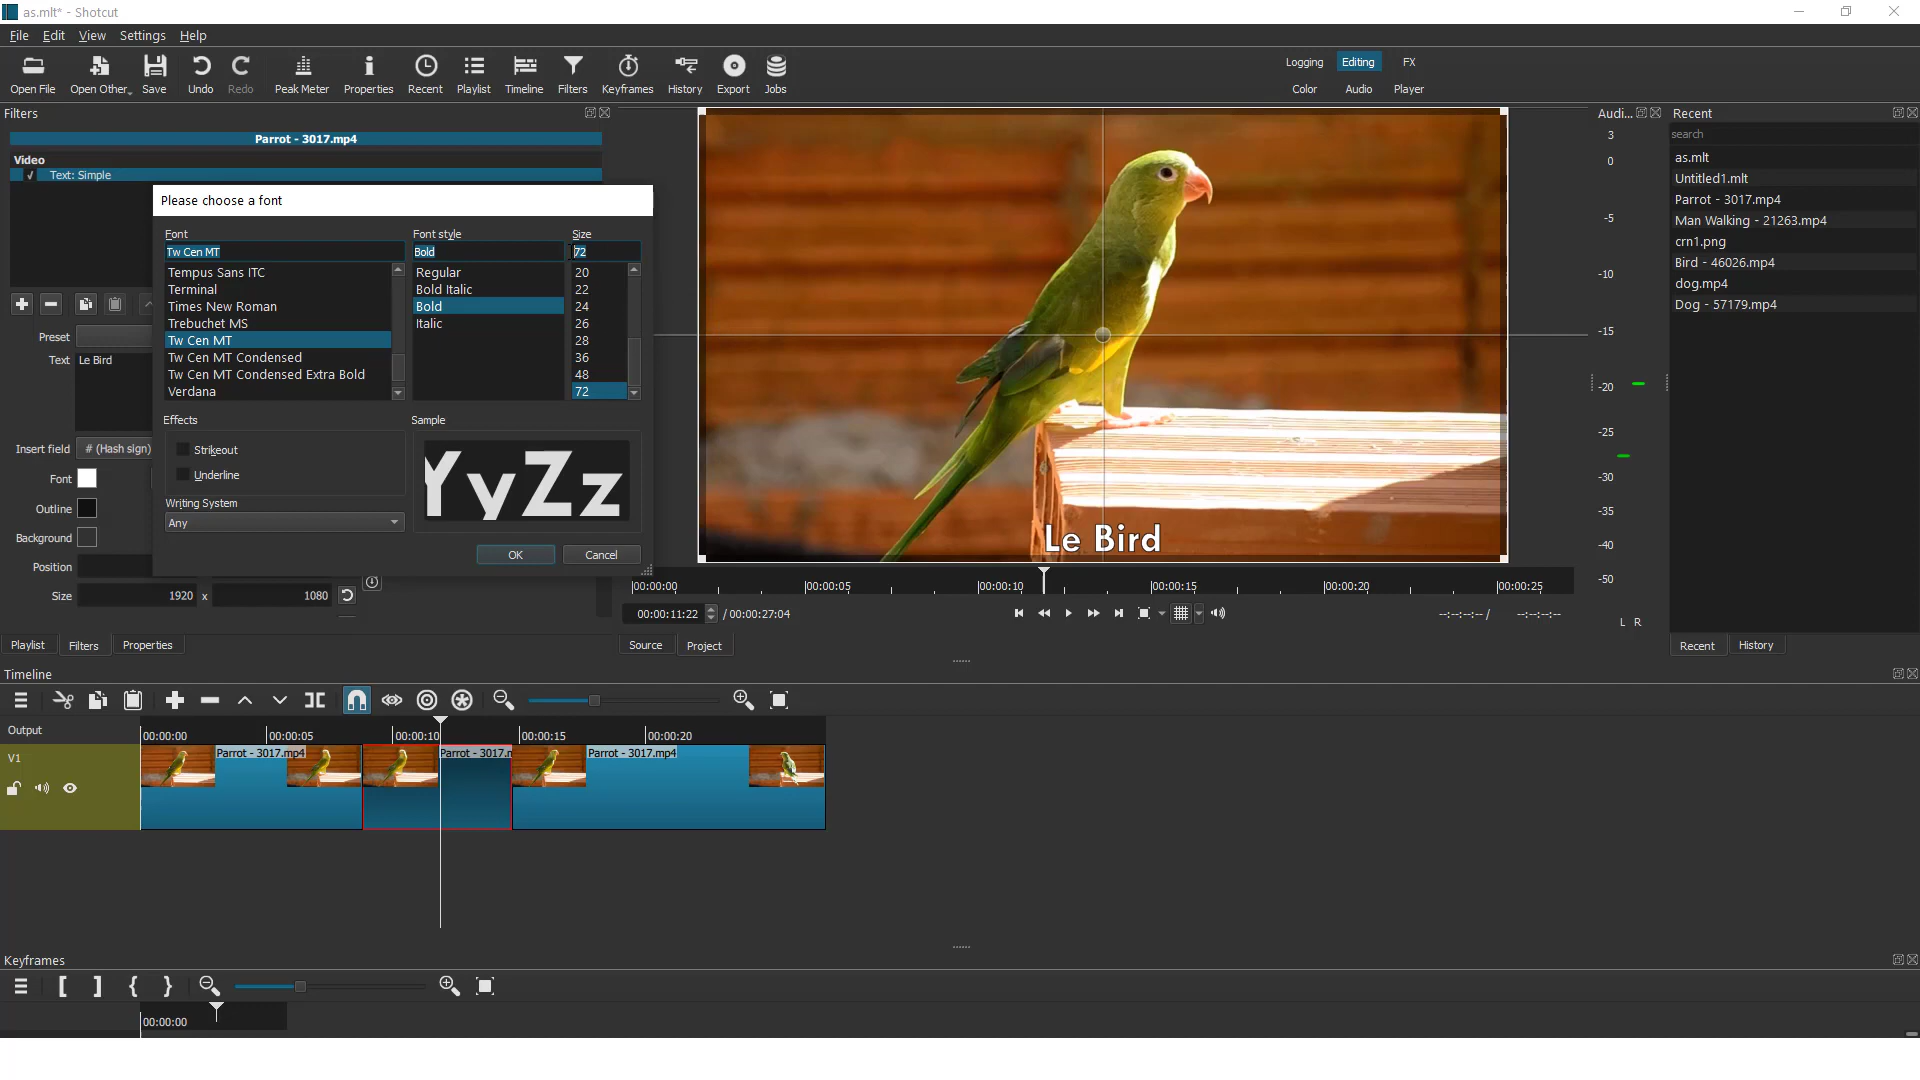 as.mlt* - Shotcut
File Edit View Settings Help
Open File Open Other Save Undo Redo Peak Meter Properties Recent Playlist Timeline Filters Keyframes History Export Jobs
Logging Editing FX
Color Audio Player
Filters
Parrot - 3017.mp4
Video
Text: Simple
Please choose a font
Font Font style Size
Tw Cen MT Bold 72
Tempus Sans ITC Regular 20
Terminal Bold Italic 22
Times New Roman Bold 24
Trebuchet MS Italic 26
Tw Cen MT 28
Tw Cen MT Condensed 36
Tw Cen MT Condensed Extra Bold 48
Verdana 72
Effects Sample
Strikeout
Underline
YyZz
Writing System
Any
OK Cancel
Preset
Text Le Bird
Insert field # (Hash sign)
Font
Outline
Background
Position
Size 1920 x 1080
Playlist Filters Properties
Le Bird
00:00:00 00:00:05 00:00:10 00:00:15 00:00:20 00:00:25
00:00:11:22 / 00:00:27:04 --:--:--:-- / --:--:--:--
Source Project
Audi...
3
0
-5
-10
-15
-20
-25
-30
-35
-40
-50
L R
Recent
search
as.mlt
Untitled1.mlt
Parrot - 3017.mp4
Man Walking - 21263.mp4
crn1.png
Bird - 46026.mp4
dog.mp4
Dog - 57179.mp4
Recent History
Timeline
Output 00:00:00 00:00:05 00:00:10 00:00:15 00:00:20
V1 Parrot - 3017.mp4 Parrot - 3017.m Parrot - 3017.mp4
Keyframes
00:00:00